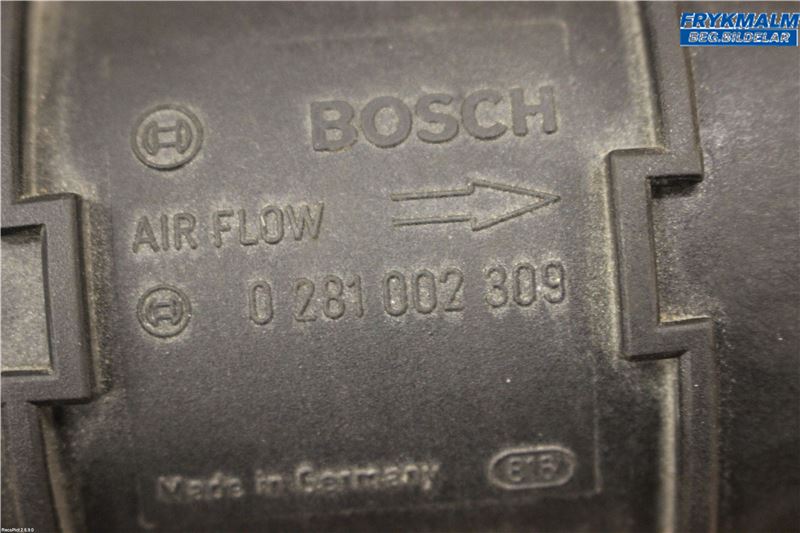 FRYKMALM
BEG.BILDELAR
BOSCH
AIR FLOW
0 281 002 309
Made in Germany